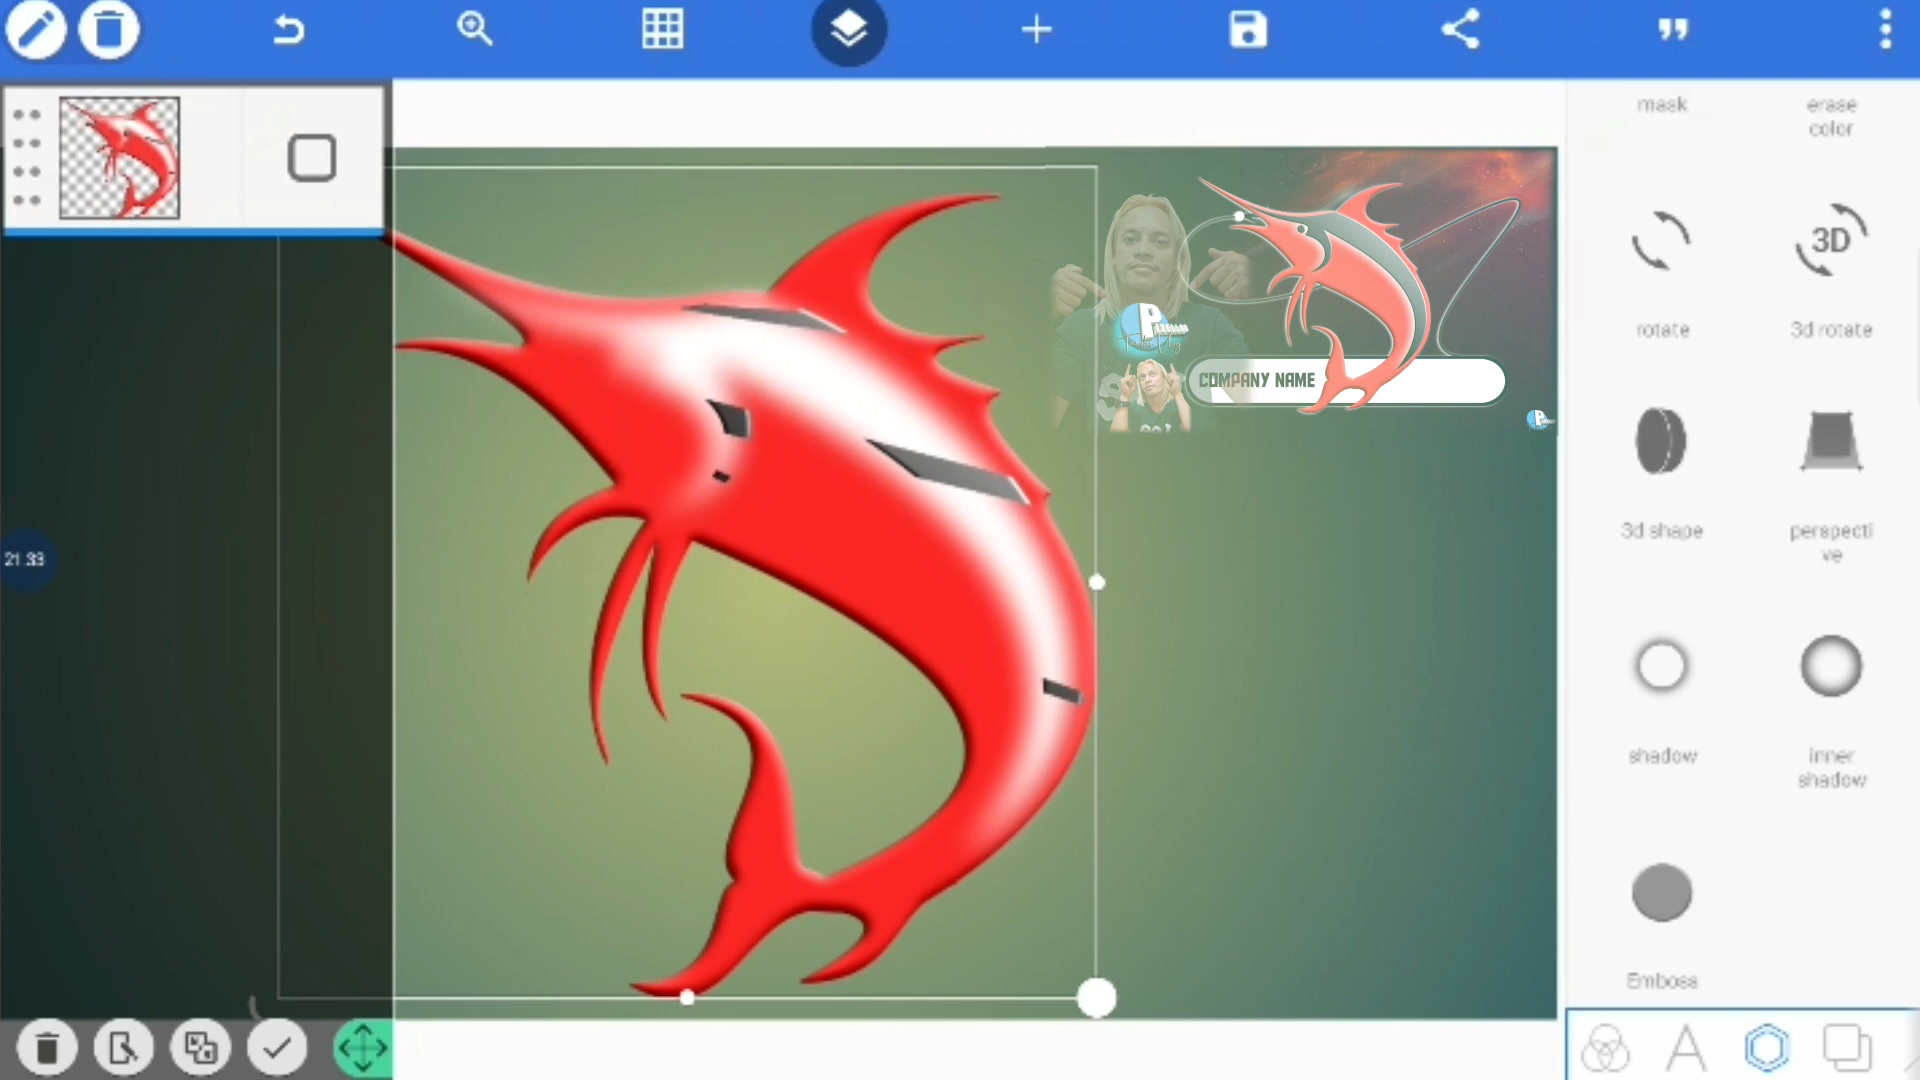 mask
erase
color
3D
rotate
3d rotate
COMPANY NAME
3d shape
perspecti
ve
21.33
shadow
inner
shadow
Emboss